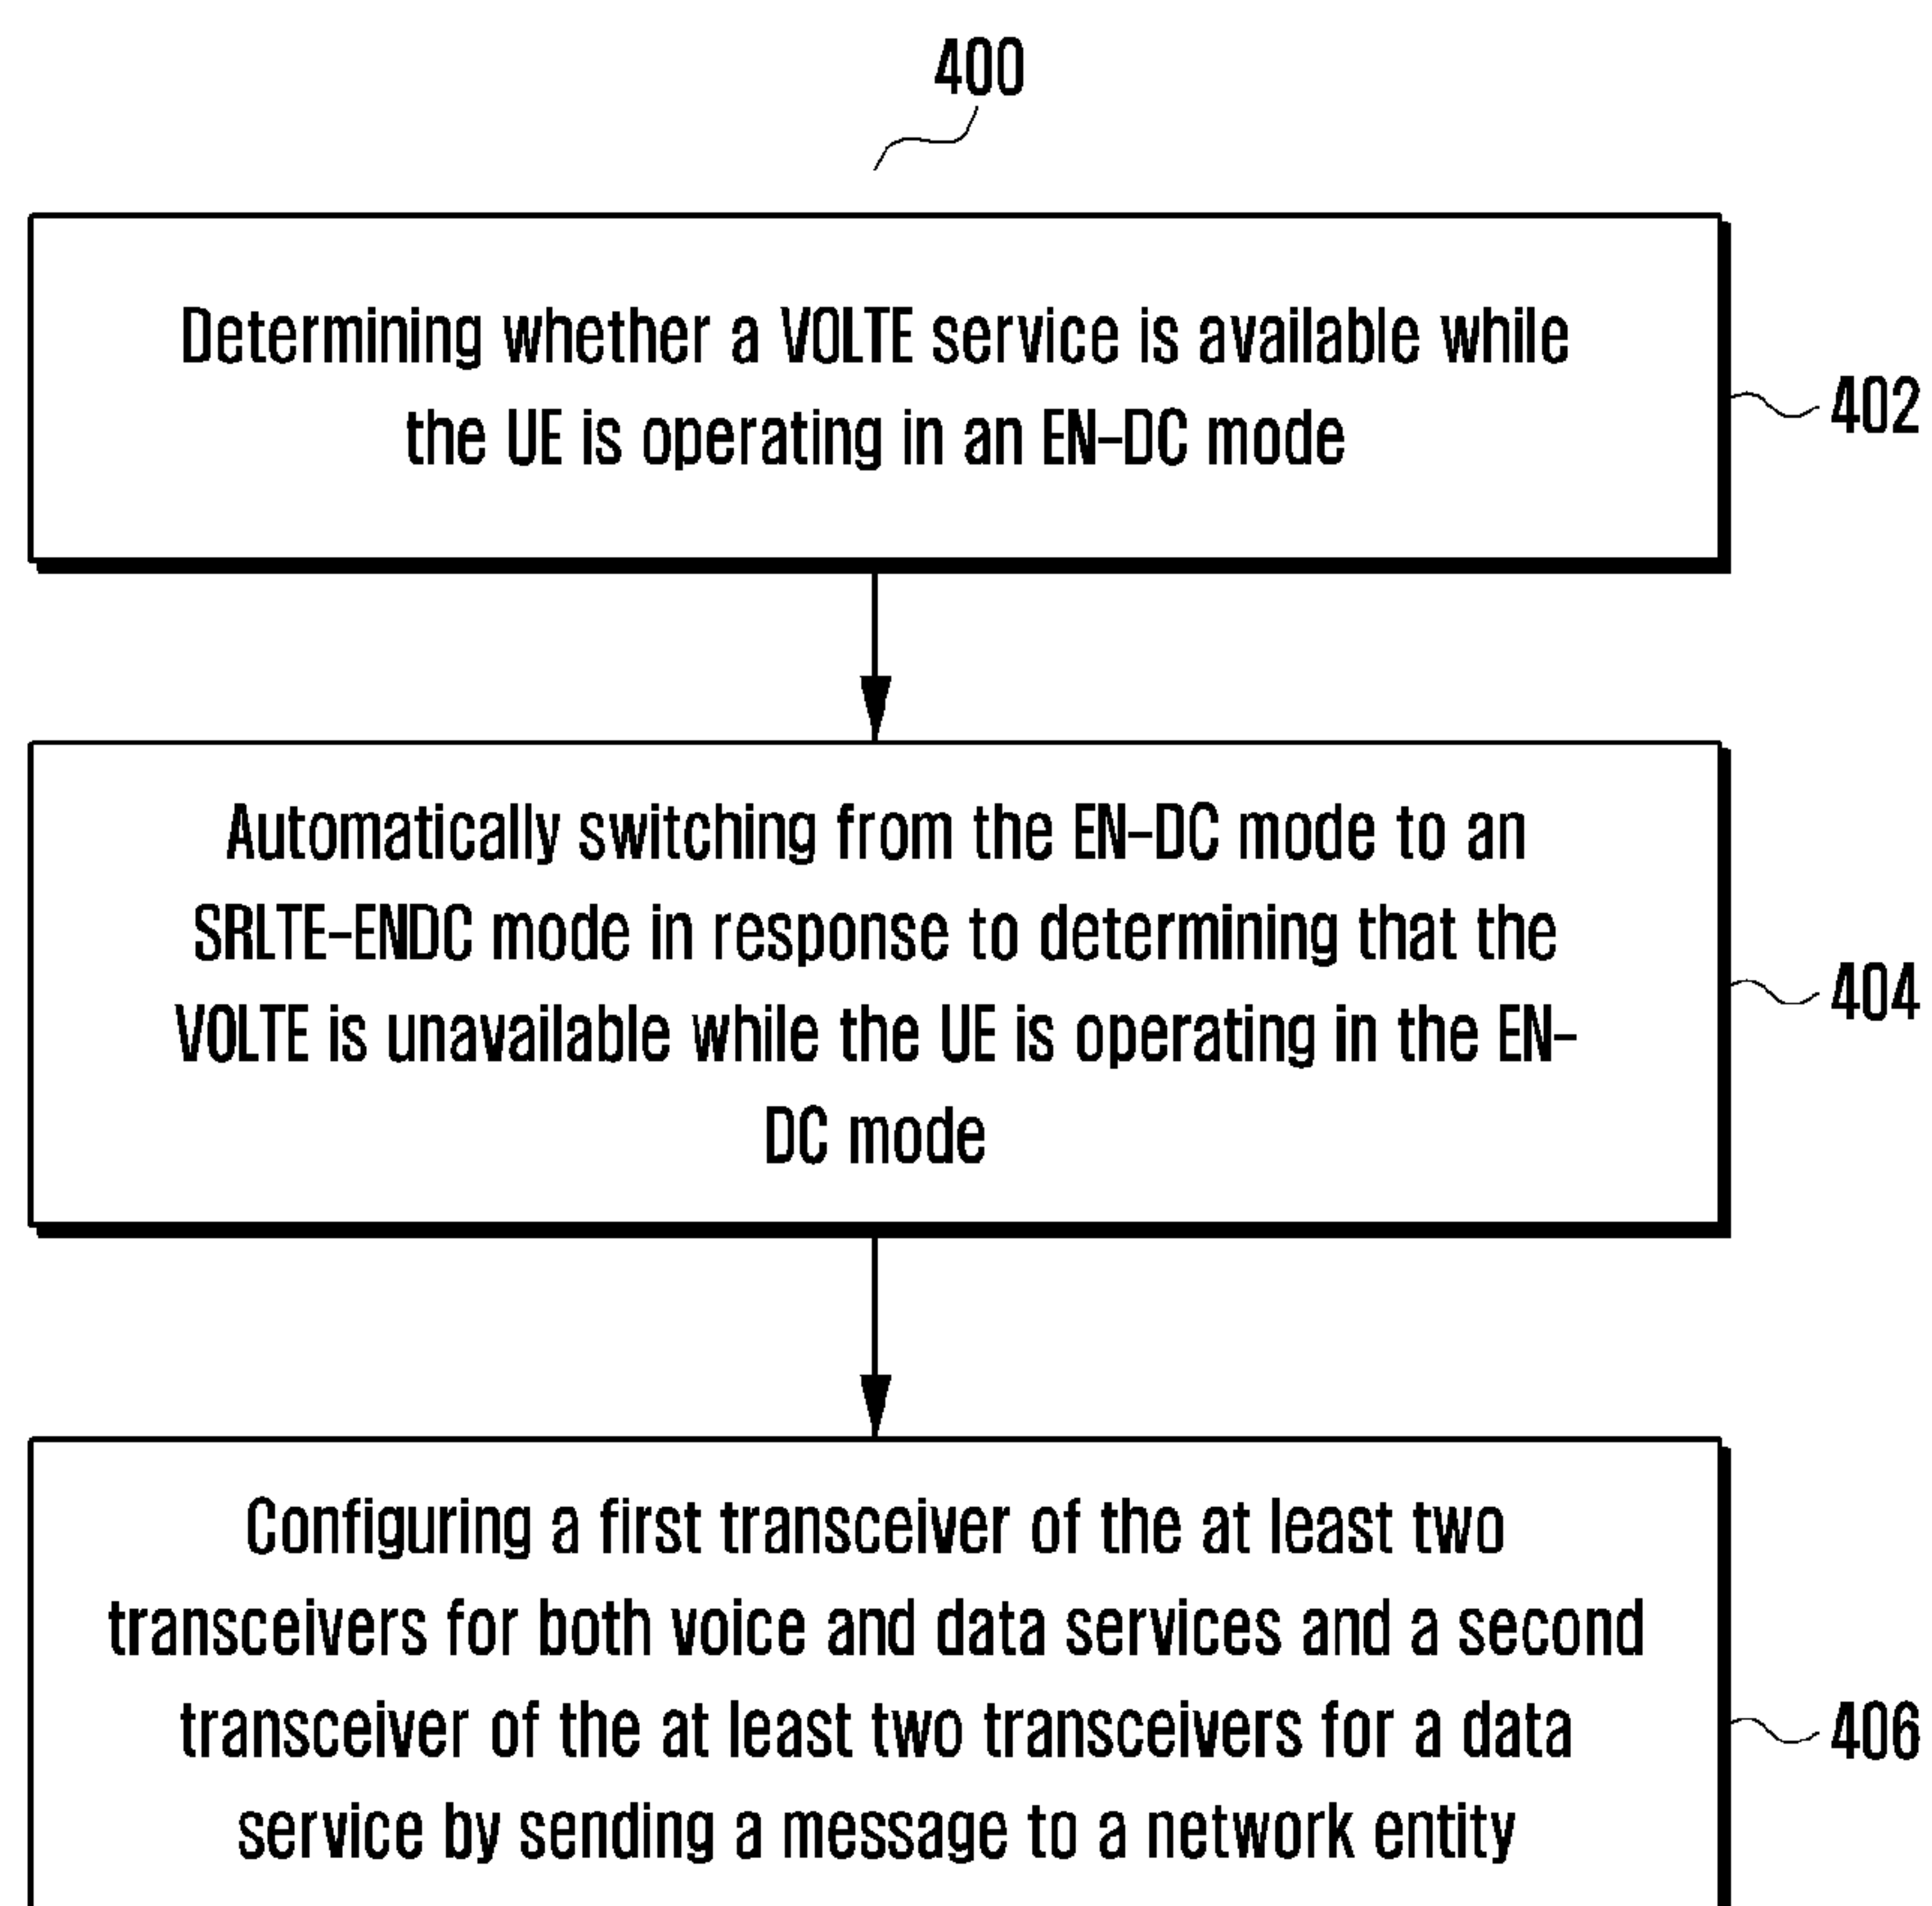 400
Determining whether a VOLTE service is available while
the UE is operating in an EN-DC mode
402
Automatically switching from the EN-DC mode to an
SRLTE-ENDC mode in response to determining that the
VOLTE is unavailable while the UE is operating in the EN-
DC mode
404
Configuring a first transceiver of the at least two
transceivers for both voice and data services and a second
transceiver of the at least two transceivers for a data
service by sending a message to a network entity
406